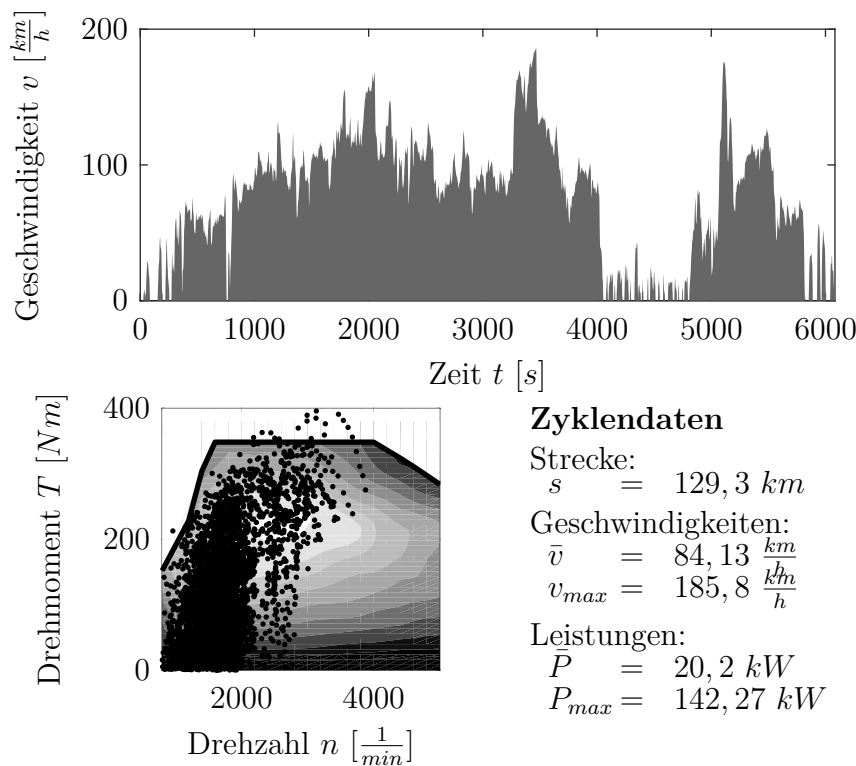 Geschwindigkeit v [km/h]
200
100
0
0 1000 2000 3000 4000 5000 6000
Zeit t [s]
Drehmoment T [Nm]
400
200
0
2000 4000
Drehzahl n [1/min]
Zyklendaten
Strecke:
s = 129,3 km
Geschwindigkeiten:
v̄ = 84,13 km/h
v_max = 185,8 km/h
Leistungen:
P̄ = 20,2 kW
P_max = 142,27 kW